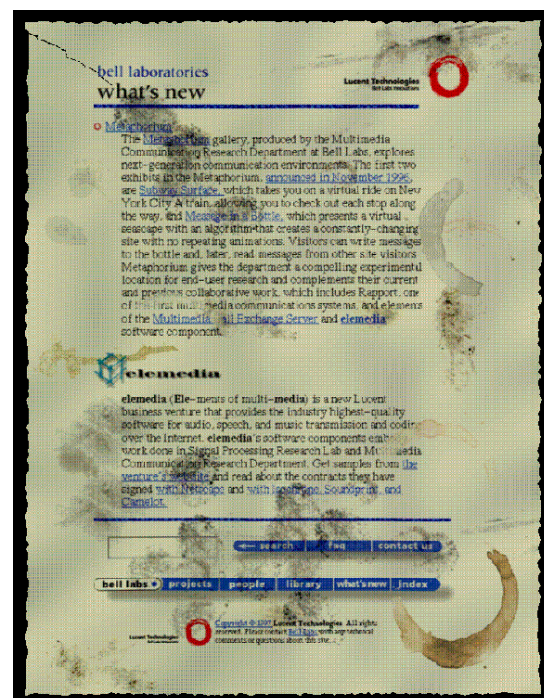 bell laboratories
what's new
Lucent Technologies
Bell Labs Innovations
Metaphorium
The Metaphorium gallery, produced by the Multimedia
Communication Research Department at Bell Labs, explores
next-generation communication environments. The first two
exhibits in the Metaphorium, announced in November 1996,
are Subway Surface, which takes you on a virtual ride on New
York City A train, allowing you to check out each stop along
the way, and Message in a Bottle, which presents a virtual
seascape with an algorithm that creates a constantly-changing
site with no repeating animations. Visitors can write messages
to the bottle and, later, read messages from other site visitors.
Metaphorium gives the department a compelling experimental
location for end-user research and complements their current
and previous collaborative work, which includes Rapport, one
of the first multimedia communications systems, and elements
of the Multimedia Exchange Server and elemedia
software component.
elemedia
elemedia (Ele-ments of multi-media) is a new Lucent
business venture that provides the industry highest-quality
software for audio, speech, and music transmission and coding
over the Internet. elemedia's software components embody
work done in Signal Processing Research Lab and Multimedia
Communication Research Department. Get samples from the
venture's website and read about the contracts they have
signed with Netscape and with Soundprint, and
Camelot.
search faq contact us
bell labs projects people library what's new index
Copyright © 1997 Lucent Technologies. All rights
reserved. Please contact Bell Labs with any technical
comments or questions about this site.
Lucent Technologies